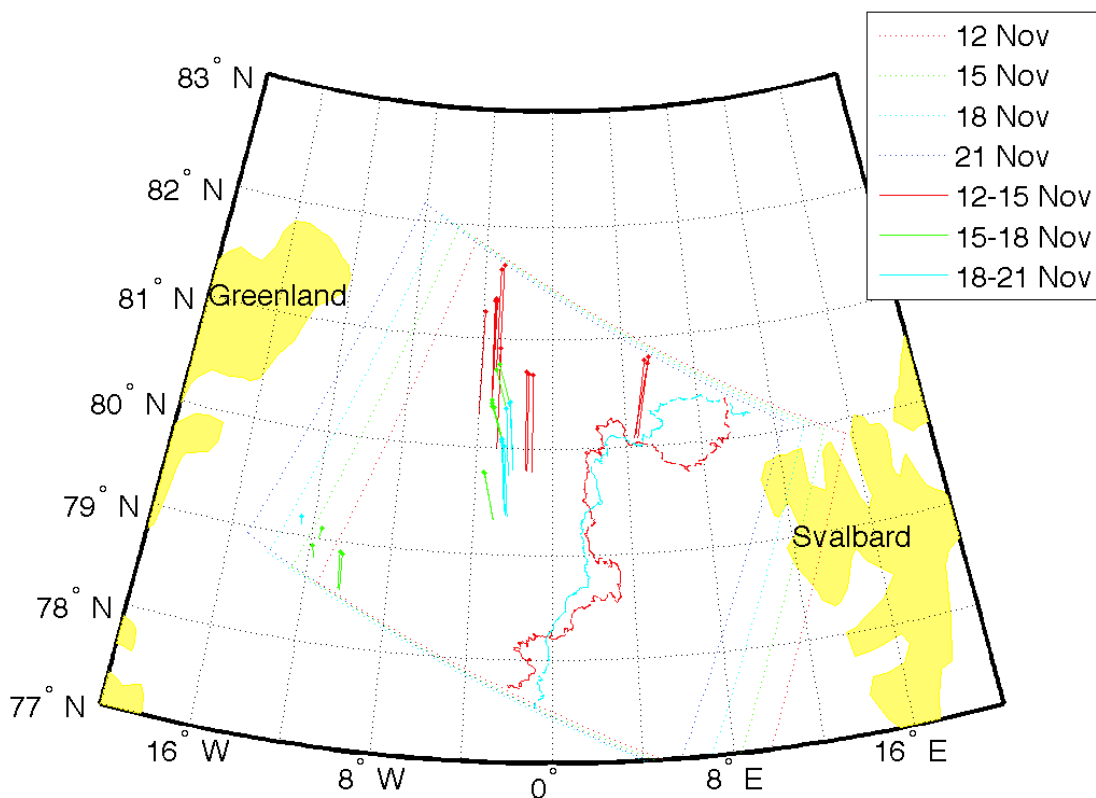 12 Nov
15 Nov
18 Nov
21 Nov
12-15 Nov
15-18 Nov
18-21 Nov
83° N
82° N
81° N
80° N
79° N
78° N
77° N
Greenland
Svalbard
16° W
8° W
0°
8° E
16° E